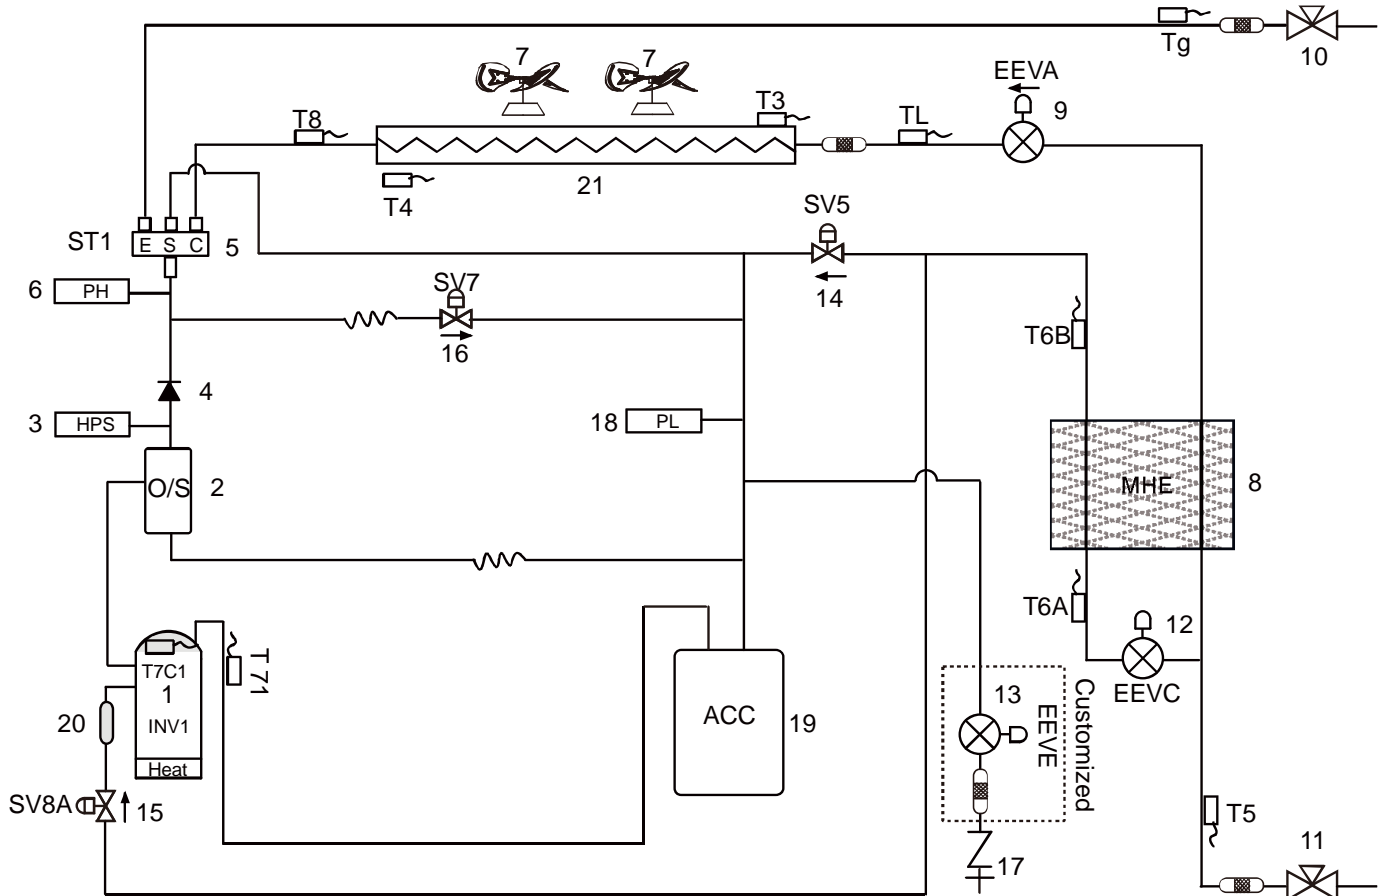 Tg
10
7
7
EEVA
9
T8
T3
TL
21
T4
ST1
E S C
5
SV5
14
6
PH
SV7
16
T6B
4
3
HPS
18
PL
O/S
2
MHE
8
T6A
12
EEVC
T7C1
1
INV1
Heat
T71
20
SV8A
15
ACC
19
13
EEVE
Customized
17
T5
11